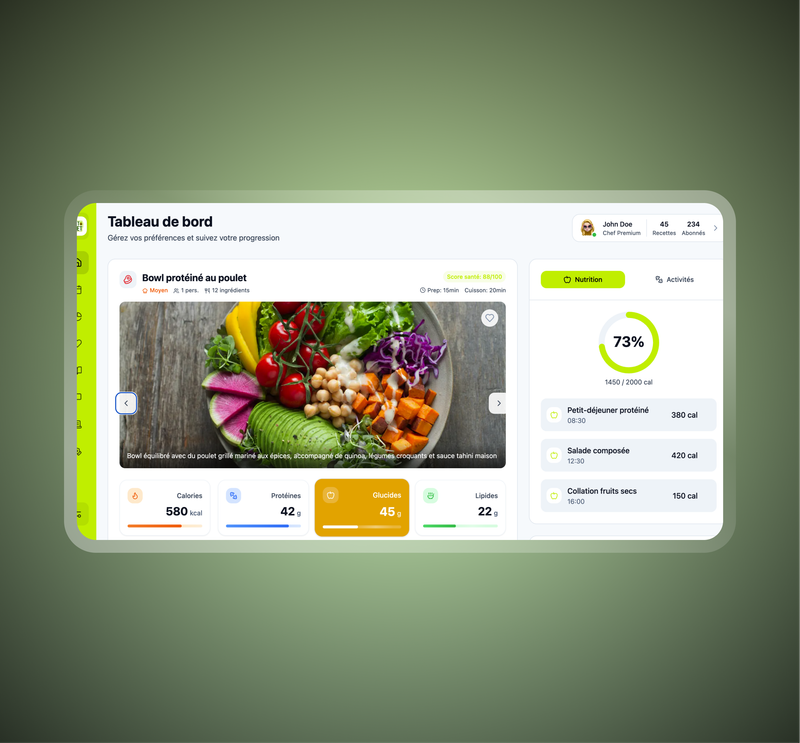 Tableau de bord
Gérez vos préférences et suivez votre progression
John Doe
Chef Premium
45
Recettes
234
Abonnés
Bowl protéiné au poulet
Score santé: 88/100
Moyen
1 pers.
12 ingrédients
Prep: 15min
Cuisson: 20min
Bowl équilibré avec du poulet grillé mariné aux épices, accompagné de quinoa, légumes croquants et sauce tahini maison
Calories
580 kcal
Protéines
42 g
Glucides
45 g
Lipides
22 g
Nutrition
Activités
73%
1450 / 2000 cal
Petit-déjeuner protéiné
08:30
380 cal
Salade composée
12:30
420 cal
Collation fruits secs
16:00
150 cal